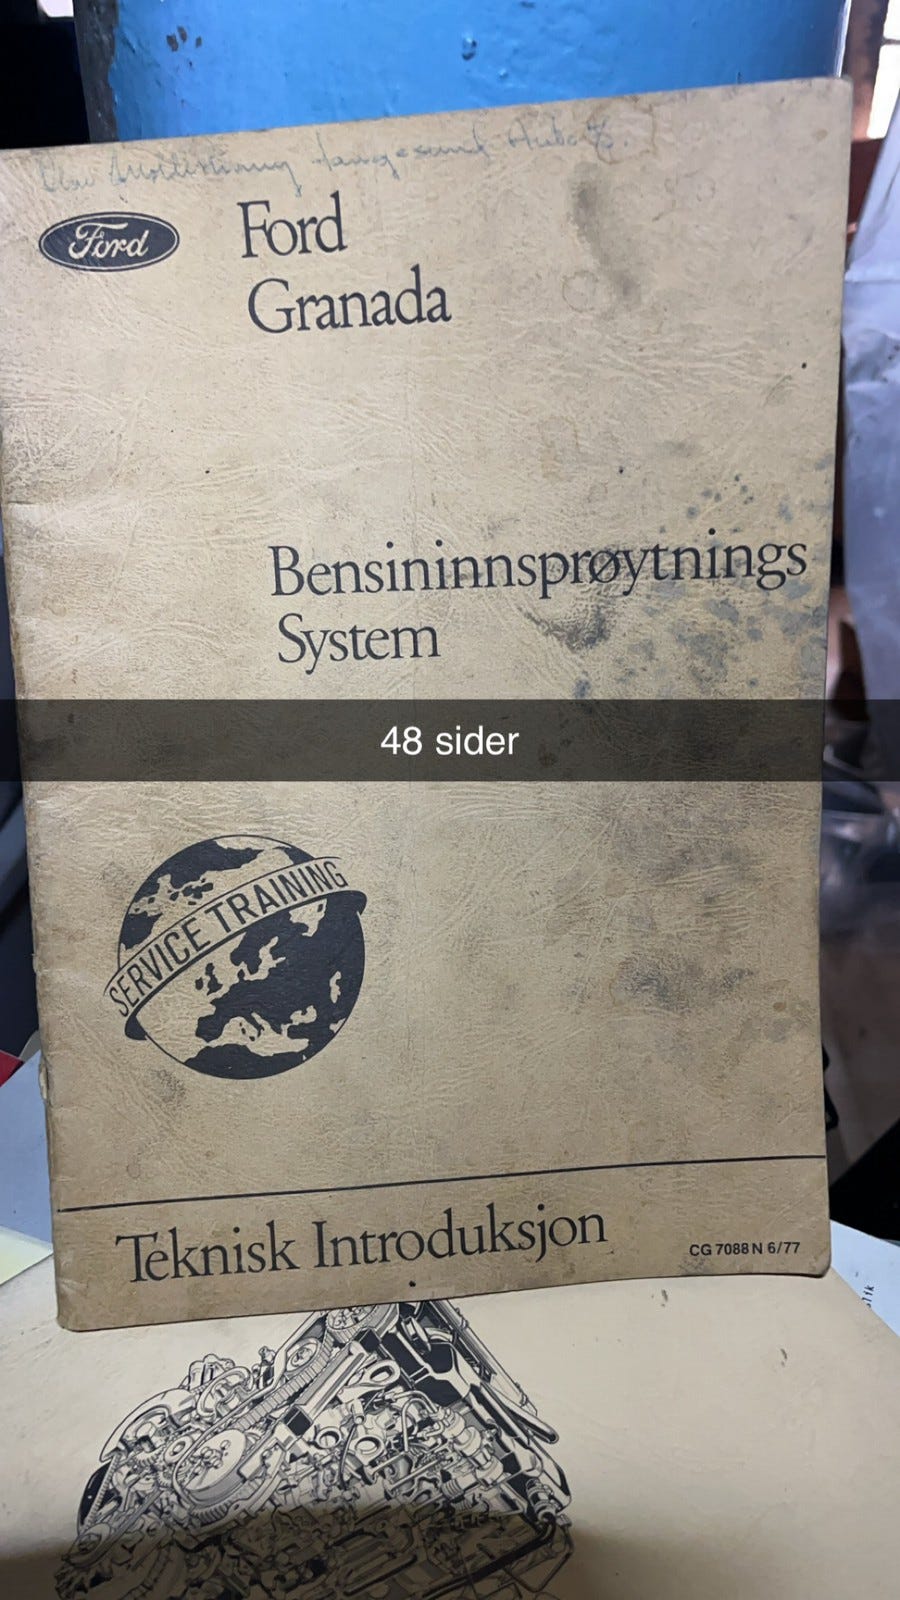 Ford
Ford
Granada
Bensininnsprøytnings
System
48 sider
SERVICE TRAINING
Teknisk Introduksjon
CG 7088 N 6/77